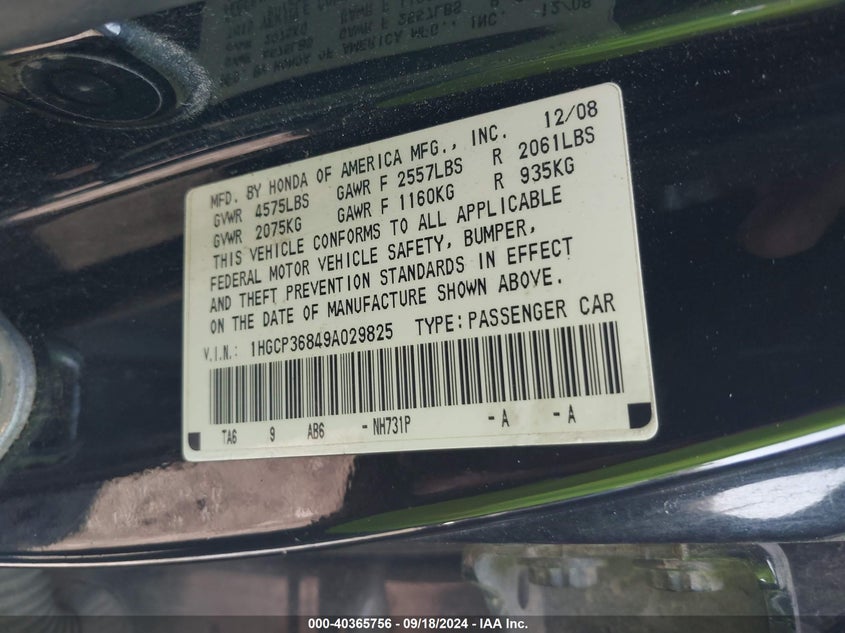 MFD. BY HONDA OF AMERICA MFG., INC. 12/08
GVWR 4575LBS GAWR F 2557LBS R 2061LBS
GVWR 2075KG GAWR F 1160KG R 935KG
THIS VEHICLE CONFORMS TO ALL APPLICABLE
FEDERAL MOTOR VEHICLE SAFETY, BUMPER,
AND THEFT PREVENTION STANDARDS IN EFFECT
ON THE DATE OF MANUFACTURE SHOWN ABOVE.
V.I.N.: 1HGCP36849A029825 TYPE:PASSENGER CAR
TA6 9 AB6 -NH731P -A -A
000-40365756 - 09/18/2024 - IAA Inc.